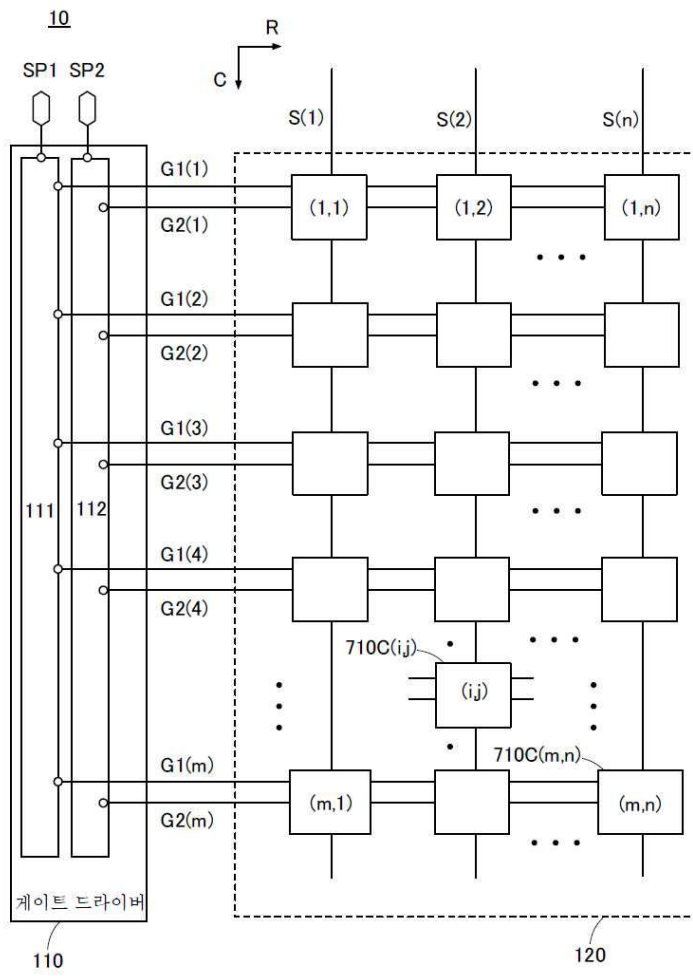 10
SP1 SP2
R
C
S(1) S(2) S(n)
G1(1)
(1,1) (1,2) (1,n)
G2(1)
G1(2)
G2(2)
G1(3)
G2(3)
111 112
G1(4)
G2(4)
710C(i,j)
(i,j)
G1(m)
710C(m,n)
(m,1) (m,n)
G2(m)
게이트 드라이버
110
120